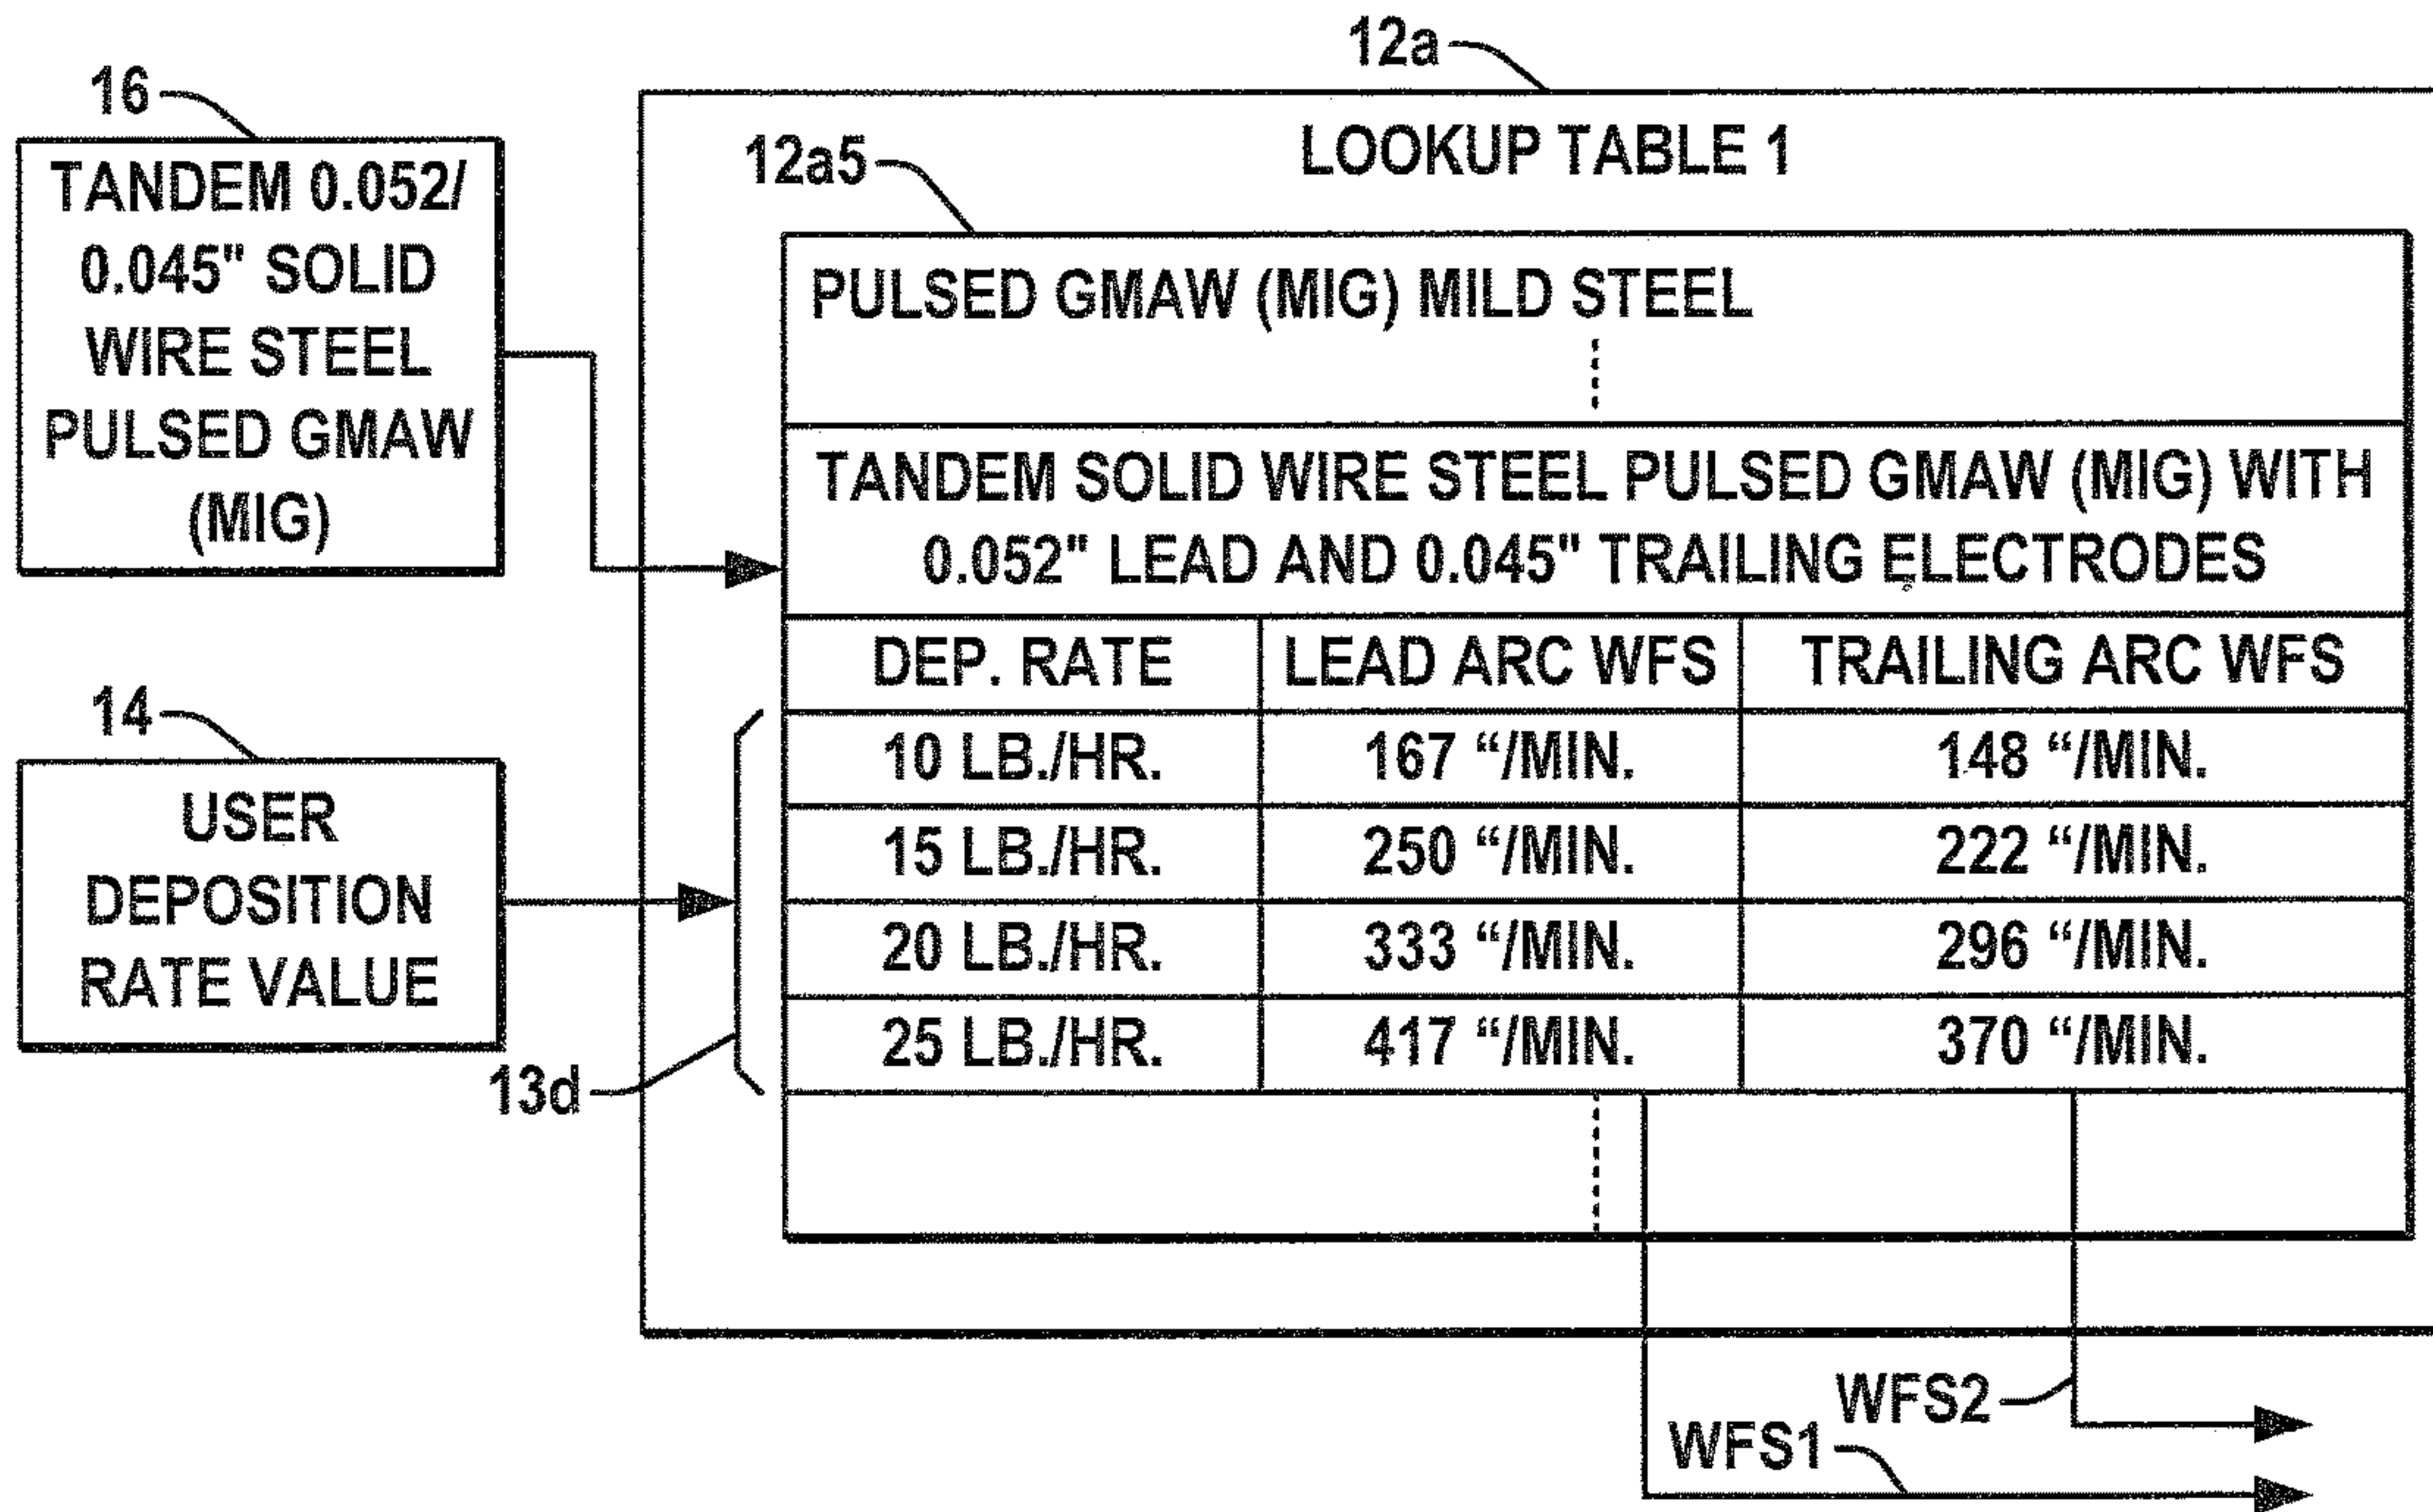 12a
16
TANDEM 0.052/
0.045" SOLID
WIRE STEEL
PULSED GMAW
(MIG)
LOOKUP TABLE 1
12a5
PULSED GMAW (MIG) MILD STEEL
TANDEM SOLID WIRE STEEL PULSED GMAW (MIG) WITH
0.052" LEAD AND 0.045" TRAILING ELECTRODES
DEP. RATE LEAD ARC WFS TRAILING ARC WFS
10 LB./HR. 167 “/MIN. 148 “/MIN.
15 LB./HR. 250 “/MIN. 222 “/MIN.
20 LB./HR. 333 “/MIN. 296 “/MIN.
25 LB./HR. 417 “/MIN. 370 “/MIN.
14
USER
DEPOSITION
RATE VALUE
13d
WFS2
WFS1